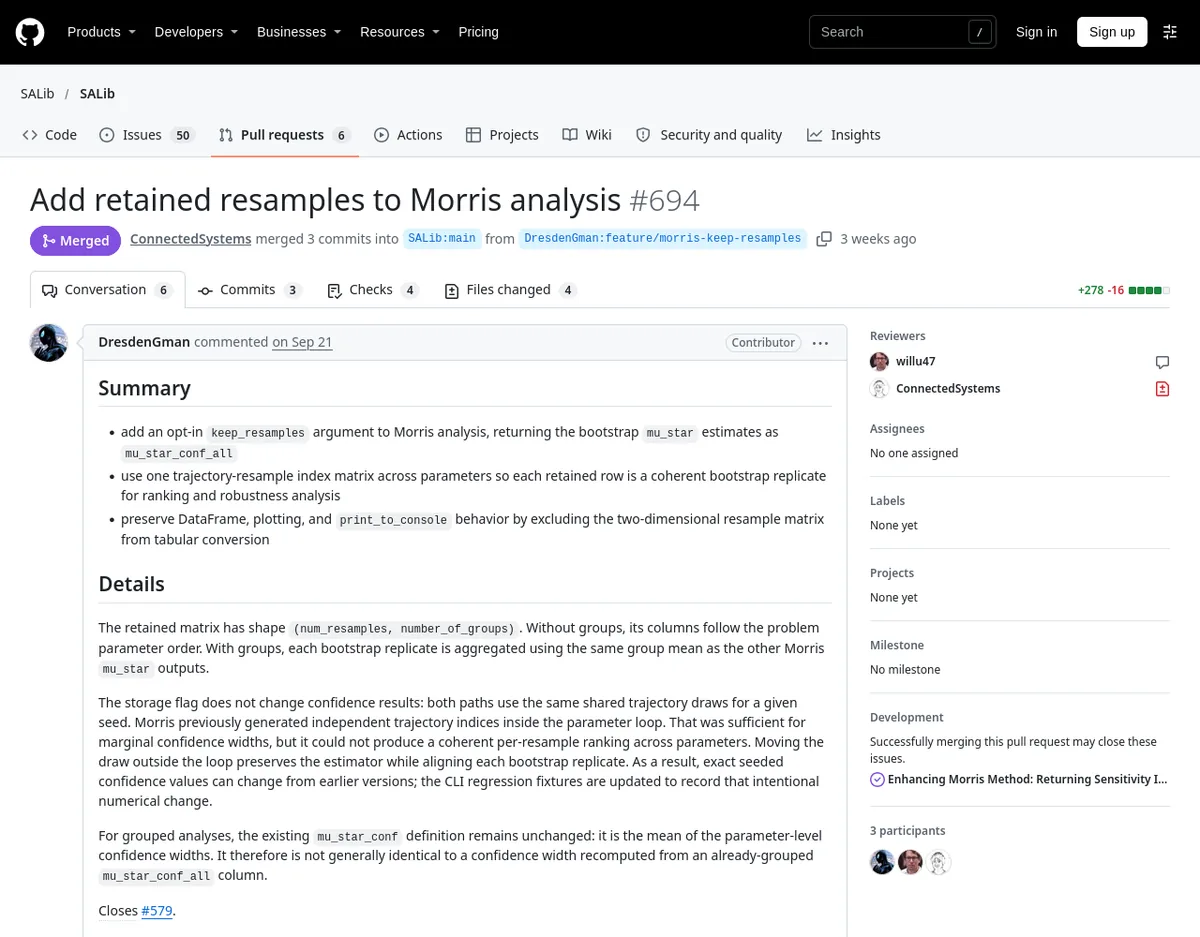 Products Developers Businesses Resources Pricing Search / Sign in Sign up
SALib / SALib
Code Issues 50 Pull requests 6 Actions Projects Wiki Security and quality Insights
Add retained resamples to Morris analysis #694
Merged ConnectedSystems merged 3 commits into SALib:main from DresdenGman:feature/morris-keep-resamples 3 weeks ago
Conversation 6 Commits 3 Checks 4 Files changed 4 +278 -16
DresdenGman commented on Sep 21 Contributor
Summary
add an opt-in keep_resamples argument to Morris analysis, returning the bootstrap mu_star estimates as
mu_star_conf_all
use one trajectory-resample index matrix across parameters so each retained row is a coherent bootstrap replicate
for ranking and robustness analysis
preserve DataFrame, plotting, and print_to_console behavior by excluding the two-dimensional resample matrix
from tabular conversion
Details
The retained matrix has shape (num_resamples, number_of_groups) . Without groups, its columns follow the problem
parameter order. With groups, each bootstrap replicate is aggregated using the same group mean as the other Morris
mu_star outputs.
The storage flag does not change confidence results: both paths use the same shared trajectory draws for a given
seed. Morris previously generated independent trajectory indices inside the parameter loop. That was sufficient for
marginal confidence widths, but it could not produce a coherent per-resample ranking across parameters. Moving the
draw outside the loop preserves the estimator while aligning each bootstrap replicate. As a result, exact seeded
confidence values can change from earlier versions; the CLI regression fixtures are updated to record that intentional
numerical change.
For grouped analyses, the existing mu_star_conf definition remains unchanged: it is the mean of the parameter-level
confidence widths. It therefore is not generally identical to a confidence width recomputed from an already-grouped
mu_star_conf_all column.
Closes #579.
Reviewers
willu47
ConnectedSystems
Assignees
No one assigned
Labels
None yet
Projects
None yet
Milestone
No milestone
Development
Successfully merging this pull request may close these
issues.
Enhancing Morris Method: Returning Sensitivity I...
3 participants